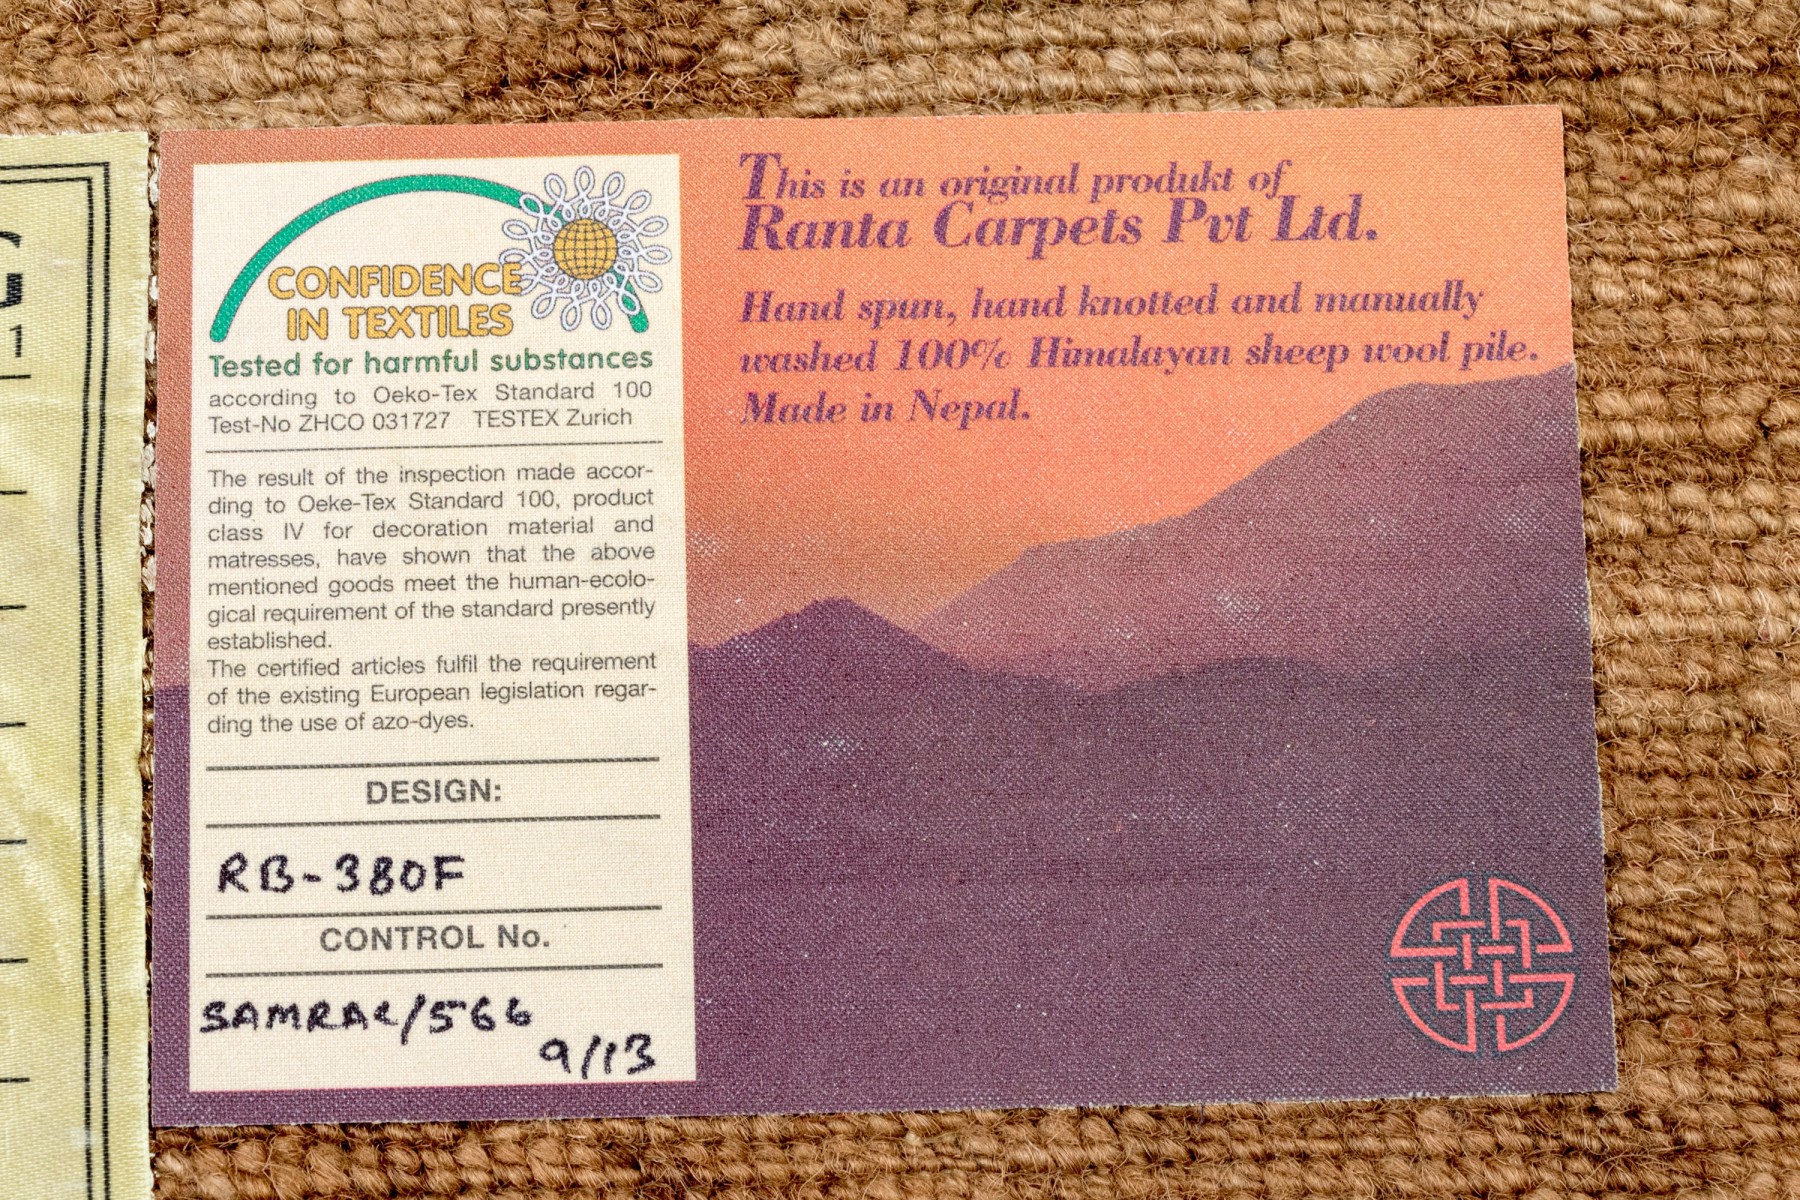 This is an original produkt of
Ranta Carpets Pvt Ltd.
Hand spun, hand knotted and manually
washed 100% Himalayan sheep wool pile.
Made in Nepal.
CONFIDENCE
IN TEXTILES
Tested for harmful substances
according to Oeko-Tex Standard 100
Test-No ZHCO 031727 TESTEX Zurich
The result of the inspection made accor-
ding to Oeke-Tex Standard 100, product
class IV for decoration material and
matresses, have shown that the above
mentioned goods meet the human-ecolo-
gical requirement of the standard presently
established.
The certified articles fulfil the requirement
of the existing European legislation regar-
ding the use of azo-dyes.
DESIGN:
RB-380F
CONTROL No.
/566
9/13